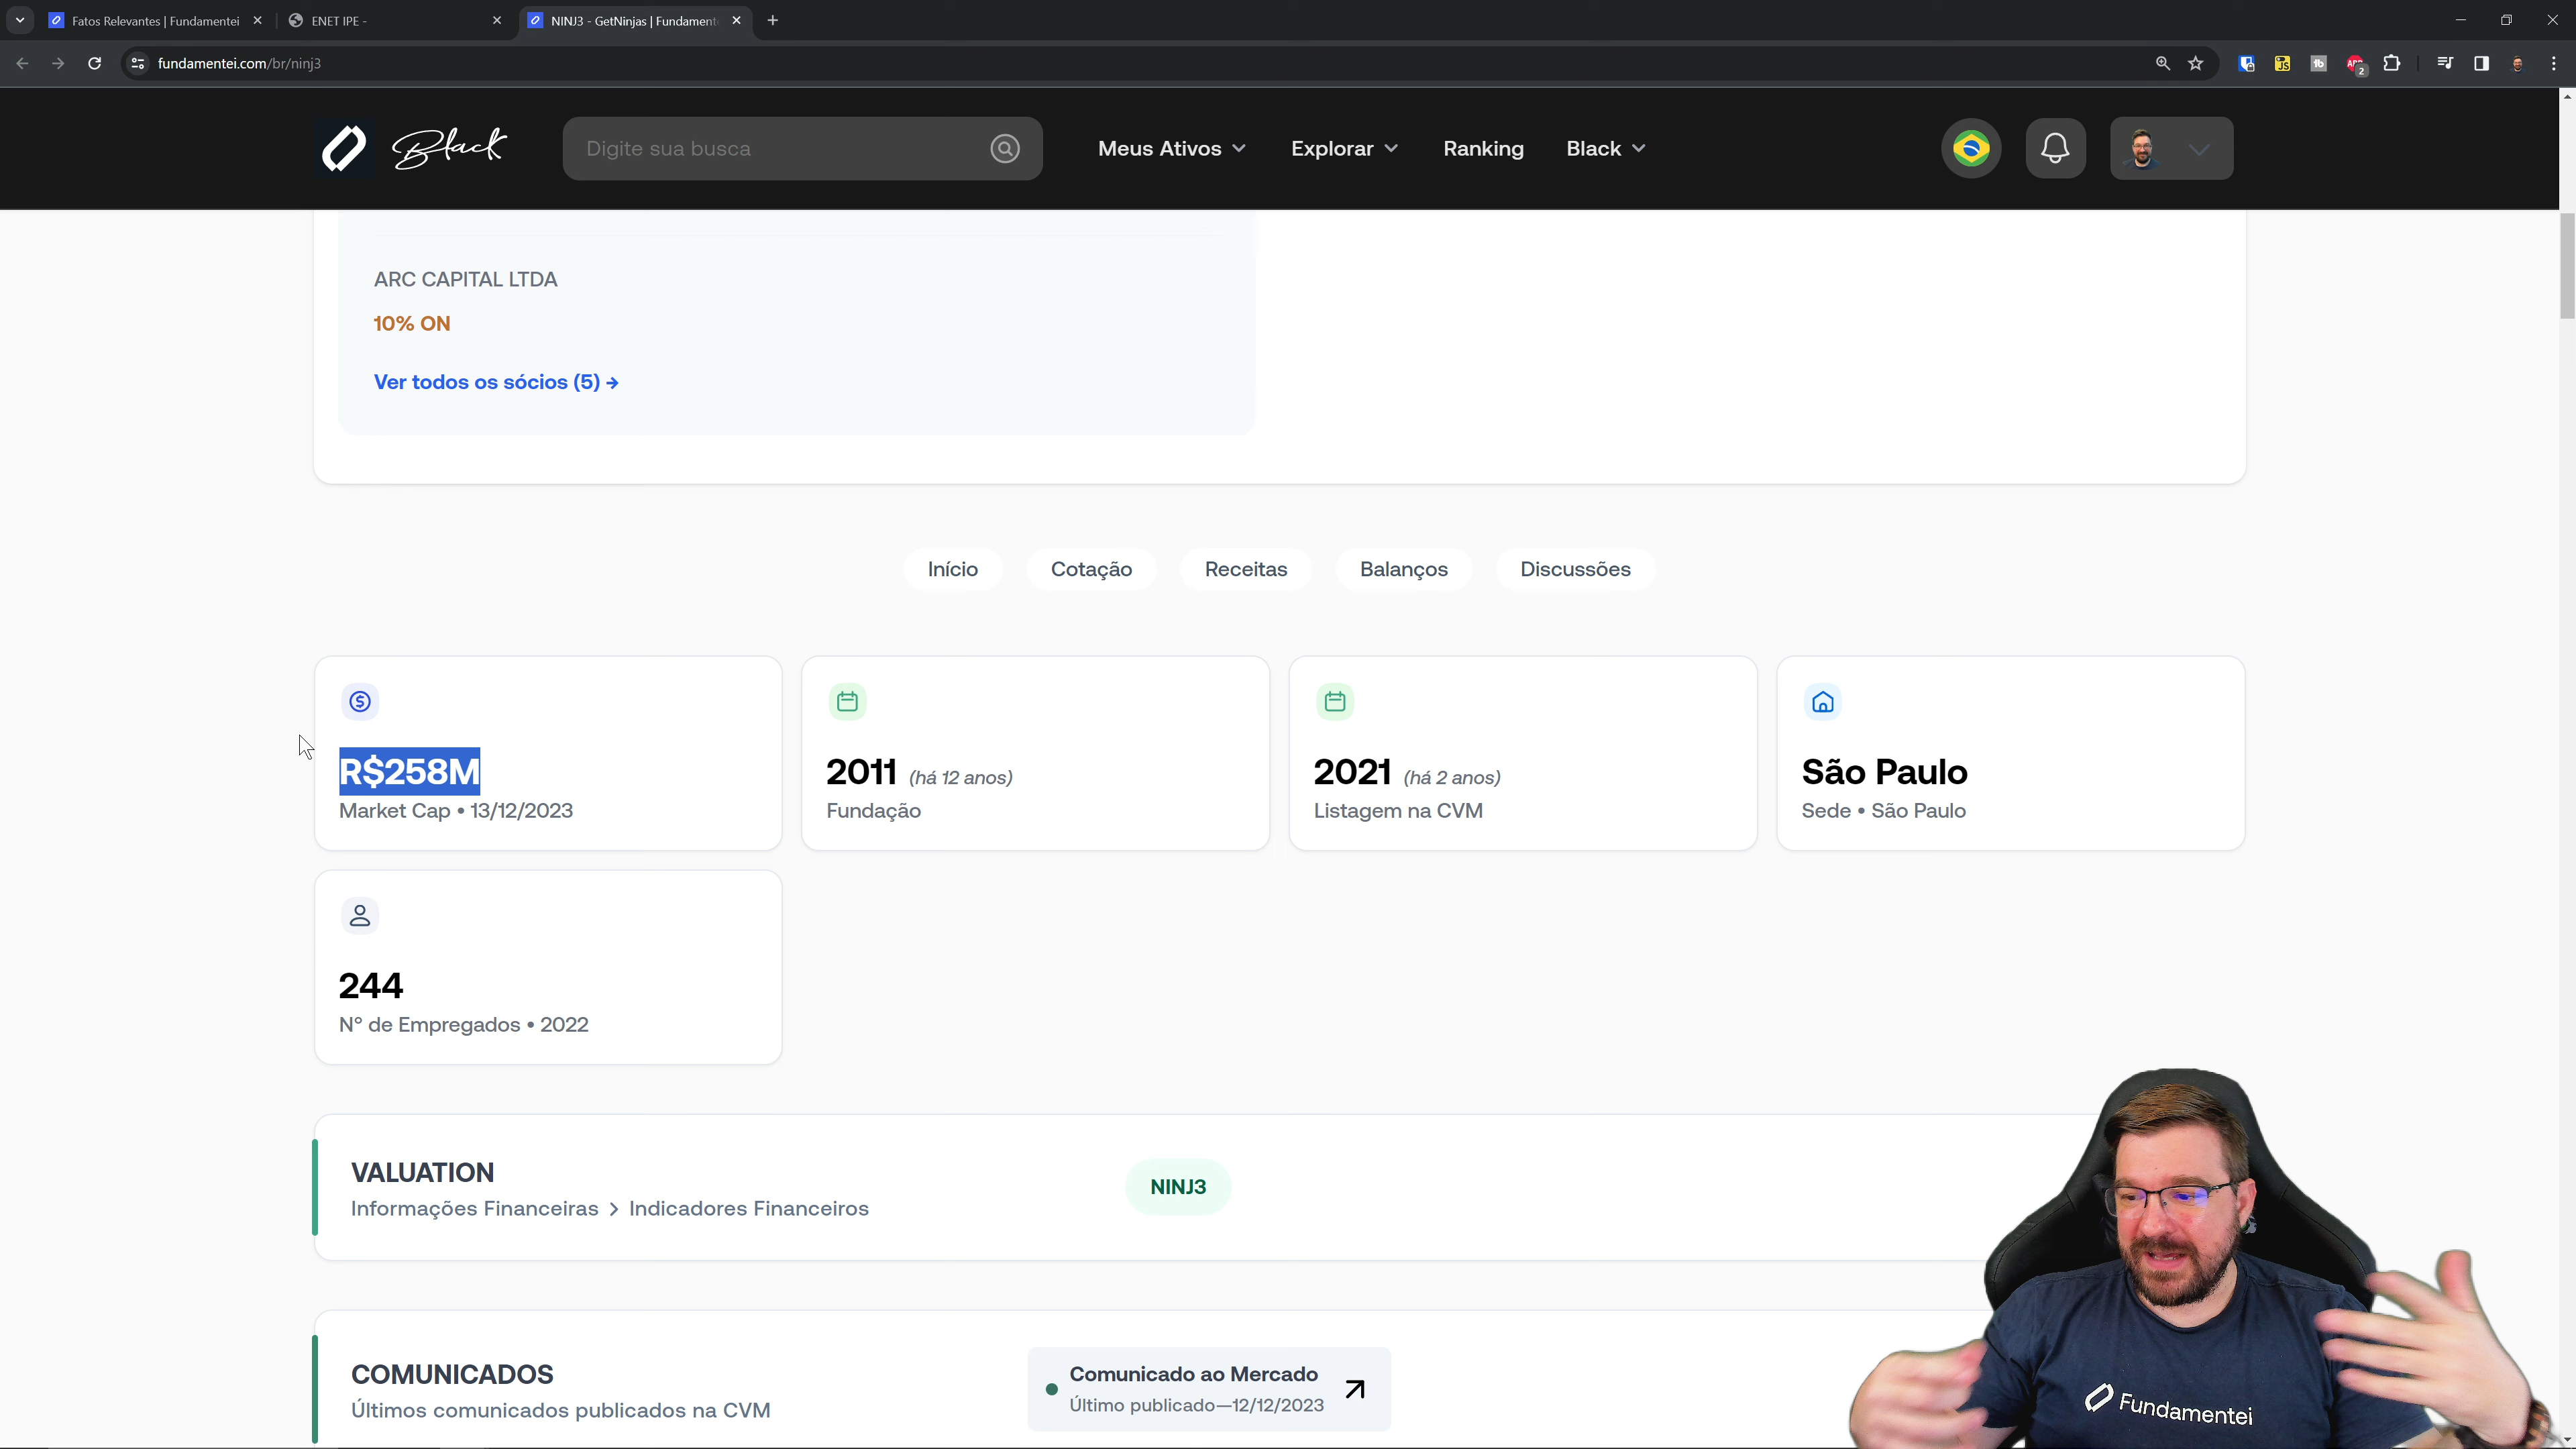 Fatos Relevantes | Fundamentei
ENET IPE -
NINJ3 - GetNinjas | Fundament
fundamentei.com/br/ninj3
2
Black
Digite sua busca
Meus Ativos
Explorar
Ranking
Black
ARC CAPITAL LTDA
10% ON
Ver todos os sócios (5) →
Início
Cotação
Receitas
Balanços
Discussões
R$258M
Market Cap • 13/12/2023
2011 (há 12 anos)
Fundação
2021 (há 2 anos)
Listagem na CVM
São Paulo
Sede • São Paulo
244
N° de Empregados • 2022
VALUATION
Informações Financeiras > Indicadores Financeiros
NINJ3
COMUNICADOS
Últimos comunicados publicados na CVM
Comunicado ao Mercado
Último publicado—12/12/2023
Fundamentei